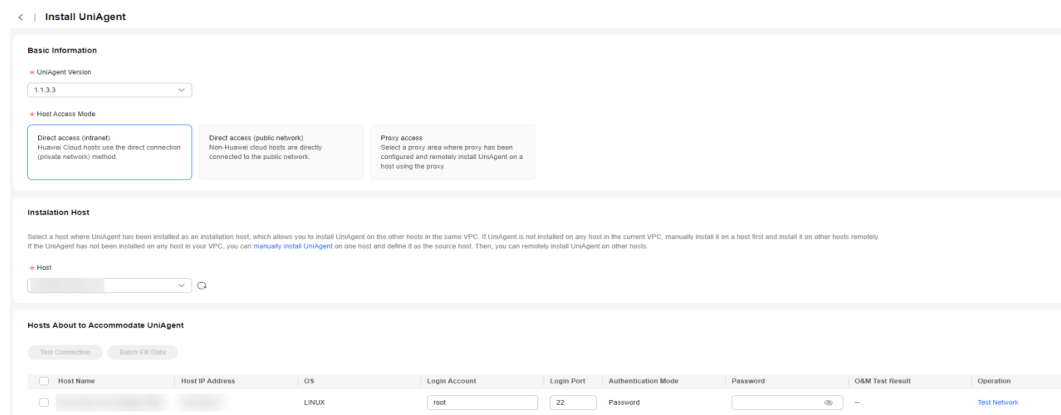 < | Install UniAgent
Basic Information
* UniAgent Version
1.1.3.3
* Host Access Mode
Direct access (intranet)
Huawei Cloud hosts use the direct connection
(private network) method.
Direct access (public network)
Non-Huawei cloud hosts are directly
connected to the public network.
Proxy access
Select a proxy area where proxy has been
configured and remotely install UniAgent on a
host using the proxy.
Instalation Host
Select a host where UniAgent has been installed as an installation host, which allows you to install UniAgent on the other hosts in the same VPC. If UniAgent is not installed on any host in the current VPC, manually install it on a host first and install it on other hosts remotely.
If the UniAgent has not been installed on any host in your VPC, you can manually install UniAgent on one host and define it as the source host. Then, you can remotely install UniAgent on other hosts.
* Host
Hosts About to Accommodate UniAgent
Test Connection Batch Fill Data
Host Name Host IP Address OS Login Account Login Port Authentication Mode Password O&M Test Result Operation
LINUX root 22 Password -- Test Network